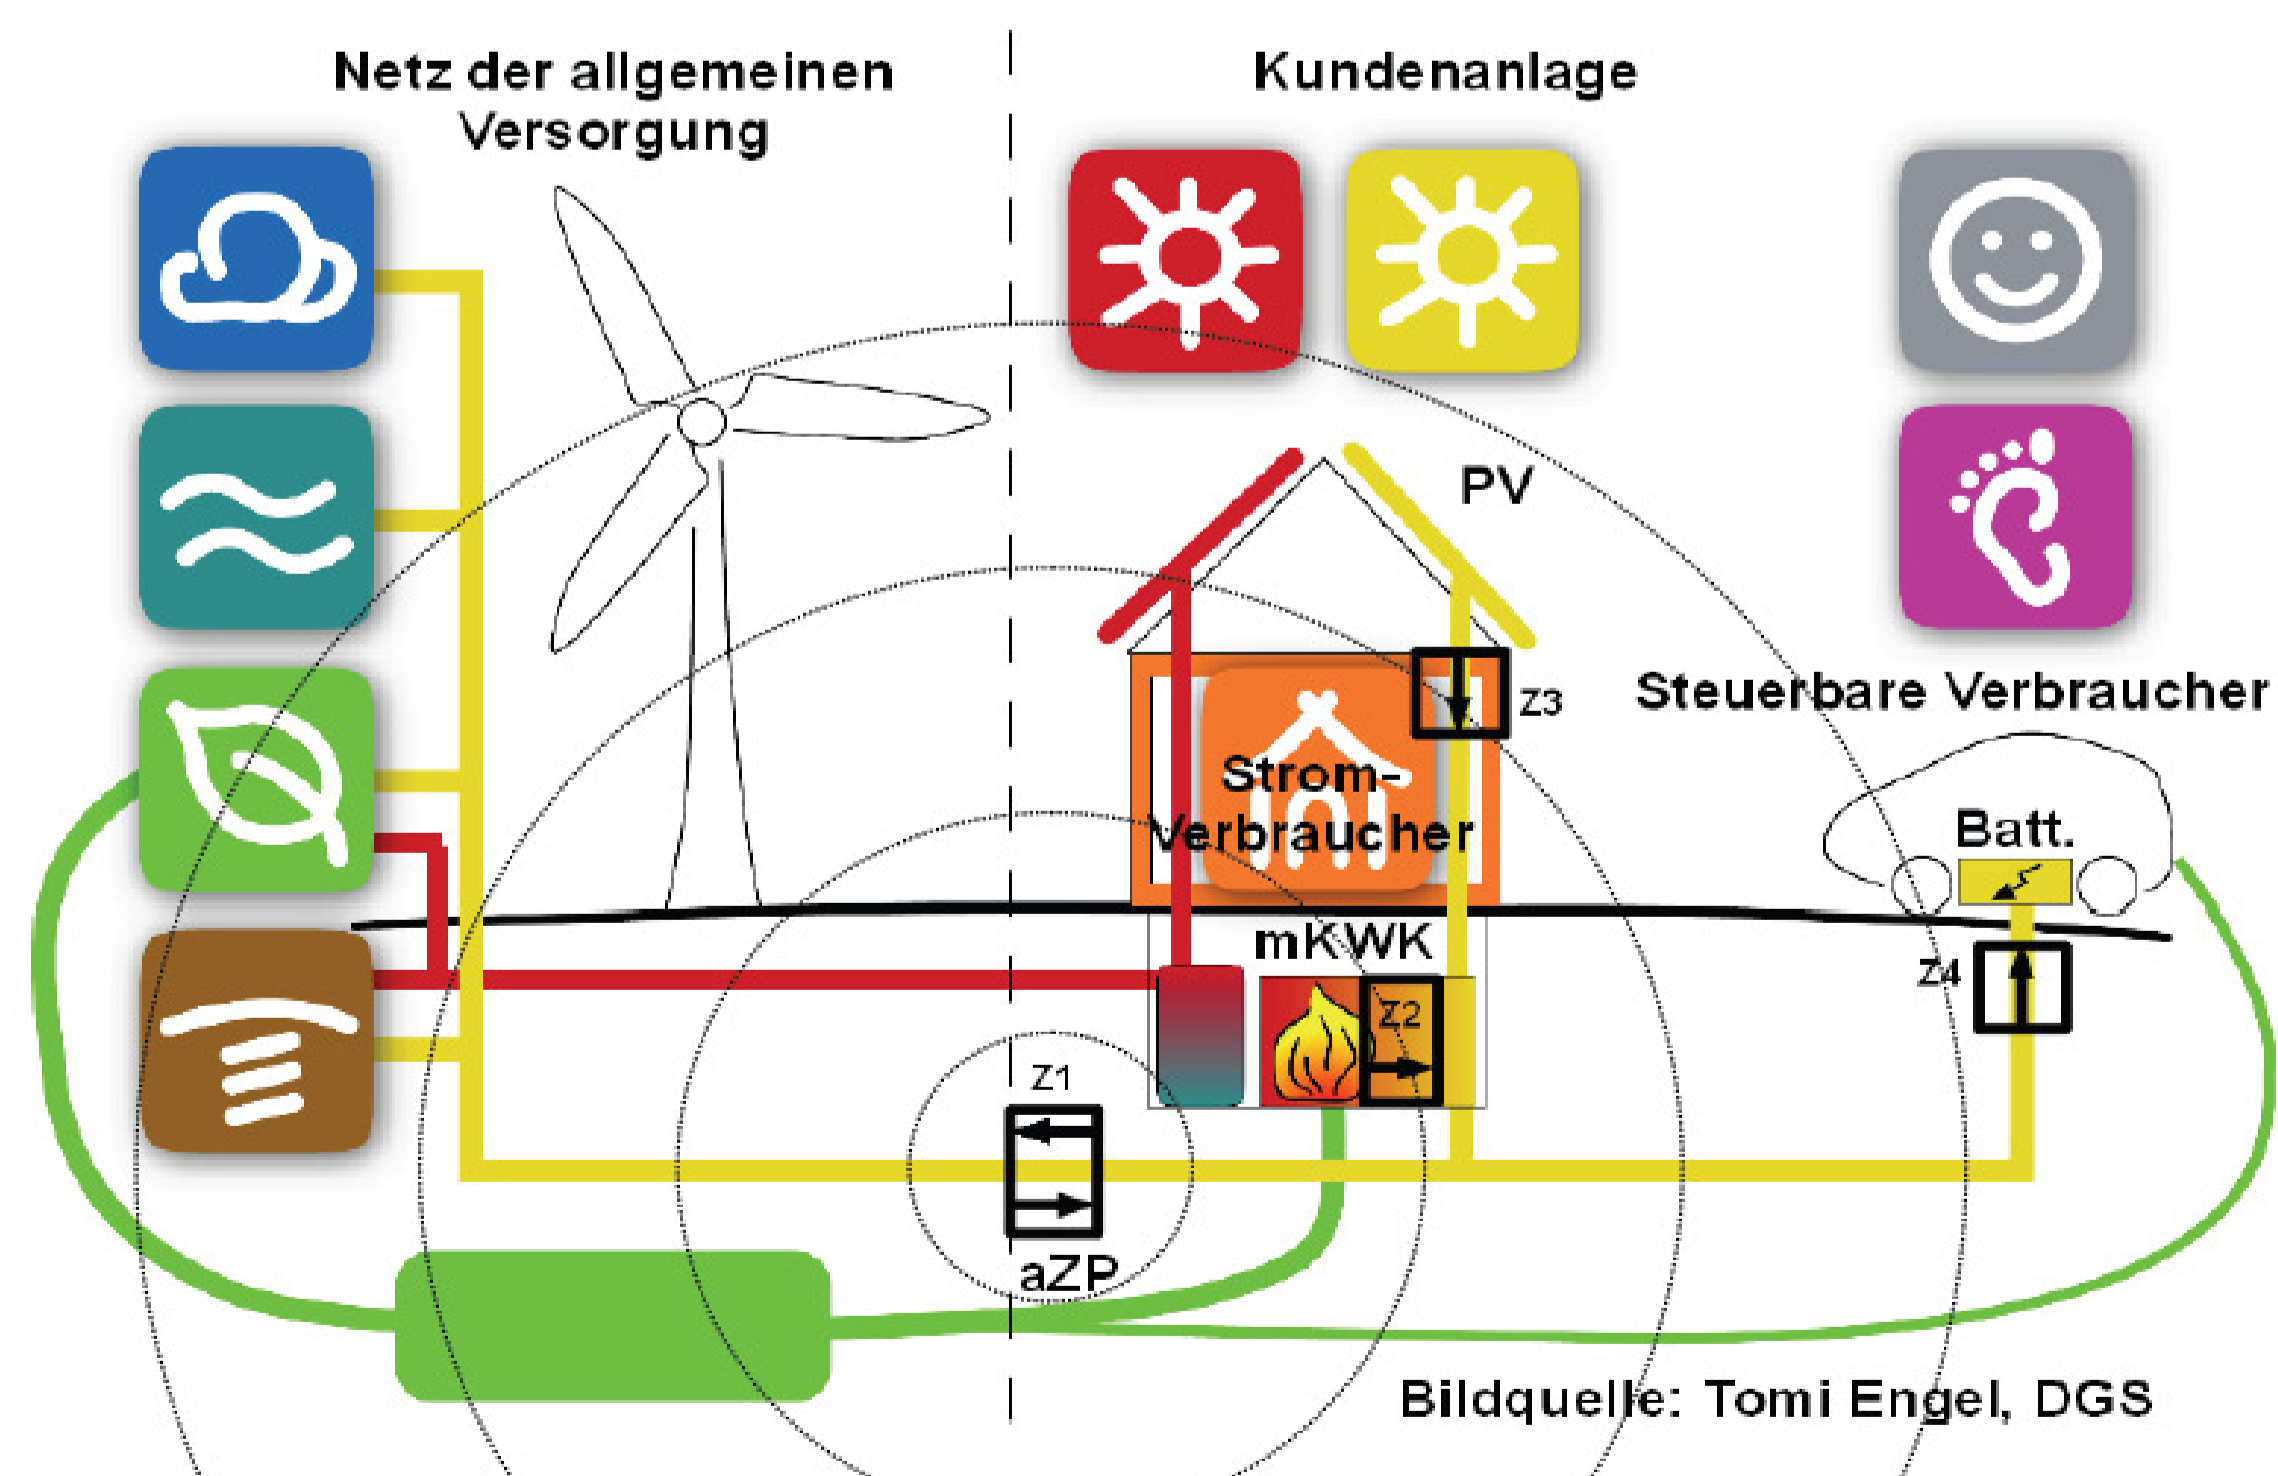 Netz der allgemeinen
Versorgung
Kundenanlage
PV
Z3
Steuerbare Verbraucher
Strom-
Verbraucher
Batt.
mKWK
Z4
Z2
Z1
aZP
Bildquelle: Tomi Engel, DGS